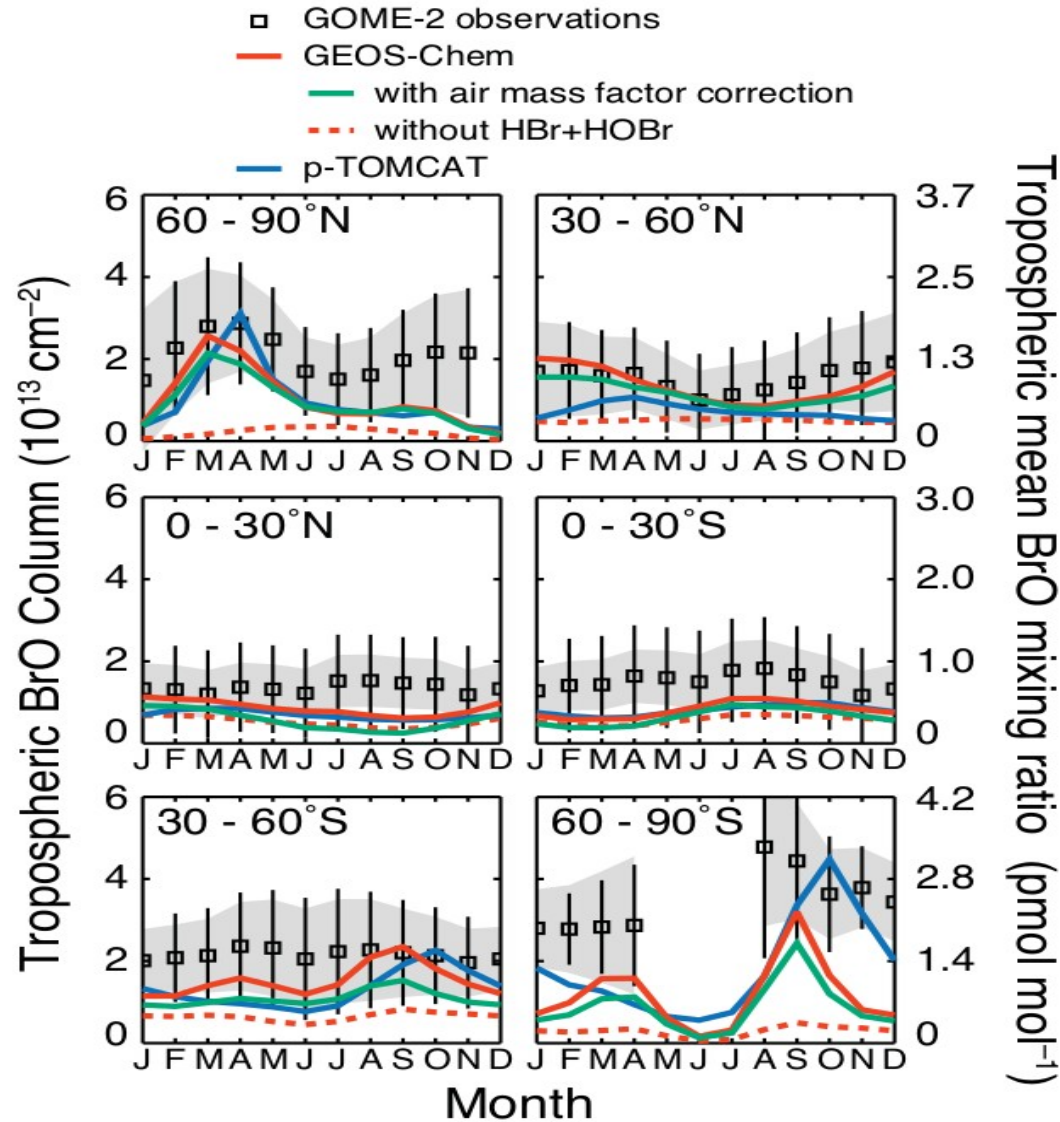 GOME-2 observations
GEOS-Chem
with air mass factor correction
without HBr+HOBr
p-TOMCAT
Tropospheric BrO Column (10¹³ cm⁻²)
Tropospheric mean BrO mixing ratio (pmol mol⁻¹)
60 - 90°N
6
4
2
0
J F M A M J J A S O N D
30 - 60°N
3.7
2.5
1.3
0
J F M A M J J A S O N D
0 - 30°N
6
4
2
0
J F M A M J J A S O N D
0 - 30°S
3.0
2.0
1.0
0
J F M A M J J A S O N D
30 - 60°S
6
4
2
0
J F M A M J J A S O N D
60 - 90°S
4.2
2.8
1.4
0
J F M A M J J A S O N D
Month